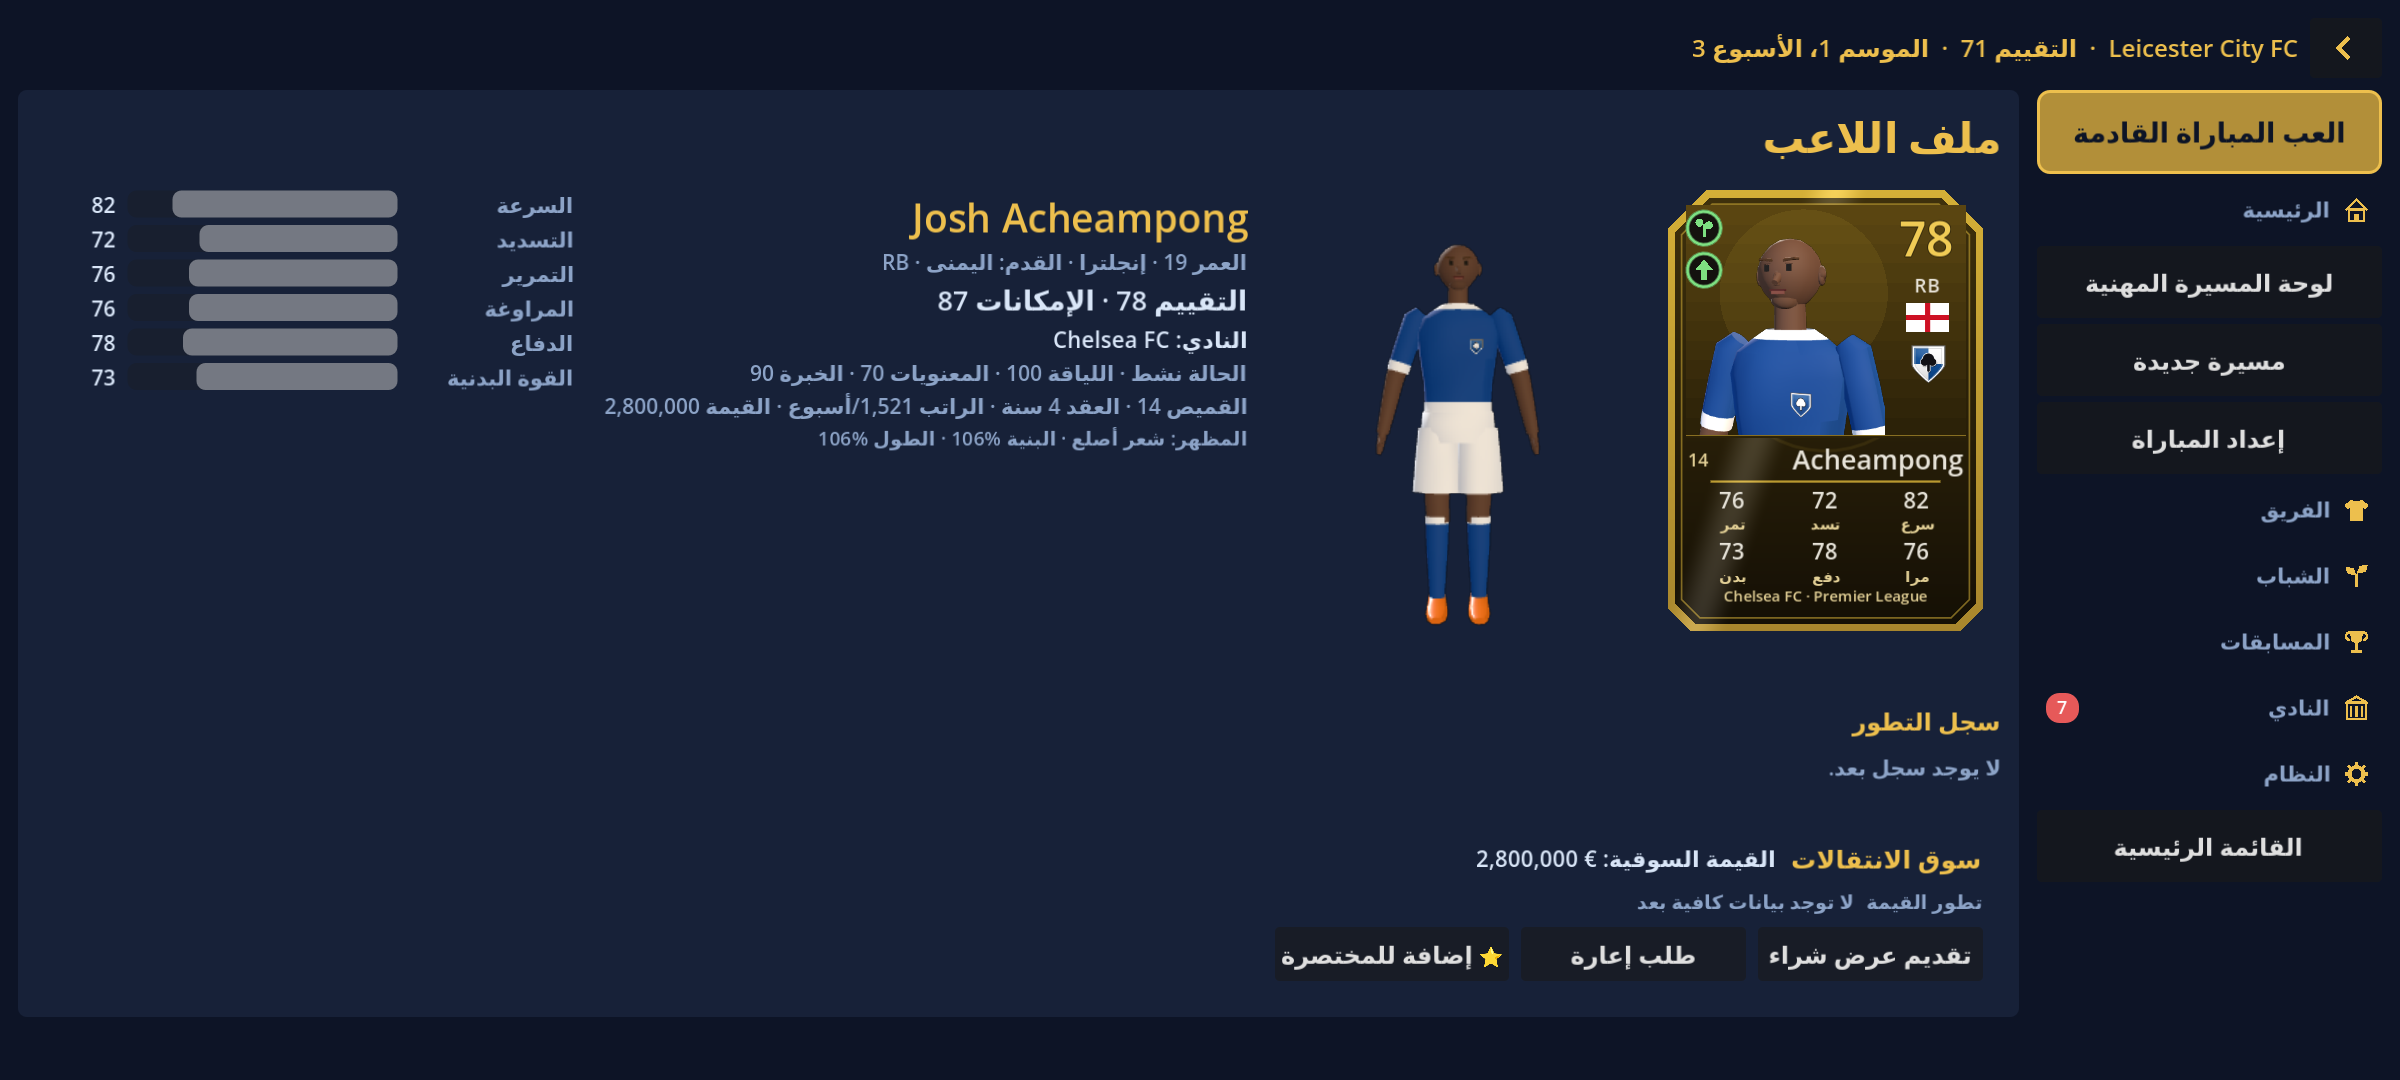 Leicester City FC · التقييم 71 · الموسم 1، الأسبوع 3
العب المباراة القادمة
الرئيسية
لوحة المسيرة المهنية
مسيرة جديدة
إعداد المباراة
الفريق
الشباب
المسابقات
النادي
7
النظام
القائمة الرئيسية
ملف اللاعب
78
RB
14
Acheampong
82 72 76
سرع تسد تمر
76 78 73
مرا دفع بدن
Chelsea FC · Premier League
Josh Acheampong
العمر 19 · إنجلترا · القدم: اليمنى · RB
التقييم 78 · الإمكانات 87
النادي: Chelsea FC
الحالة نشط · اللياقة 100 · المعنويات 70 · الخبرة 90
القميص 14 · العقد 4 سنة · الراتب 1,521/أسبوع · القيمة 2,800,000
المظهر: شعر أصلع · البنية 106% · الطول 106%
السرعة 82
التسديد 72
التمرير 76
المراوغة 76
الدفاع 78
القوة البدنية 73
سجل التطور
لا يوجد سجل بعد.
سوق الانتقالات القيمة السوقية: € 2,800,000
تطور القيمة لا توجد بيانات كافية بعد
تقديم عرض شراء
طلب إعارة
إضافة للمختصرة